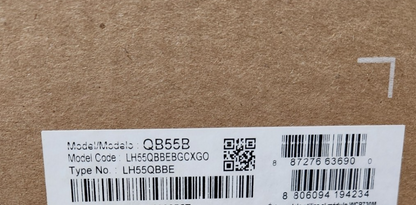 Model/Modelo : QB55B
Model Code : LH55QBBEBGCXGO
Type No. : LH55QBBE
8 87276 63690 0
8 806094 194234